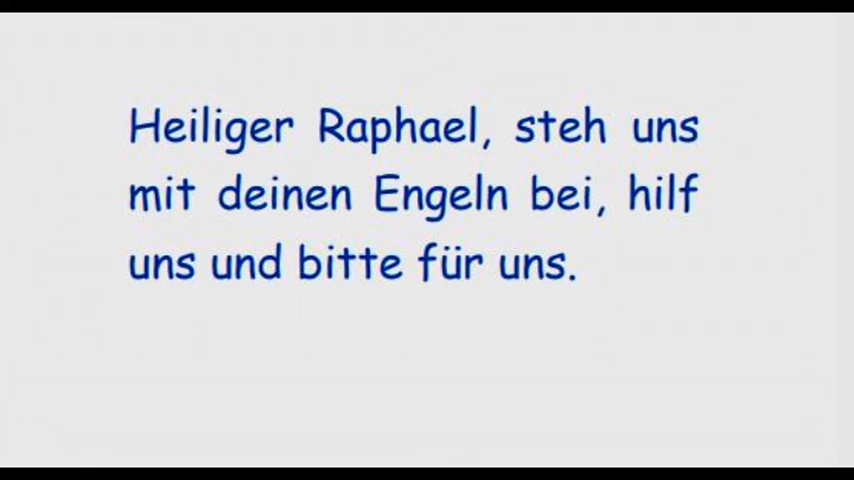 Heiliger Raphael, steh uns
mit deinen Engeln bei, hilf
uns und bitte für uns.